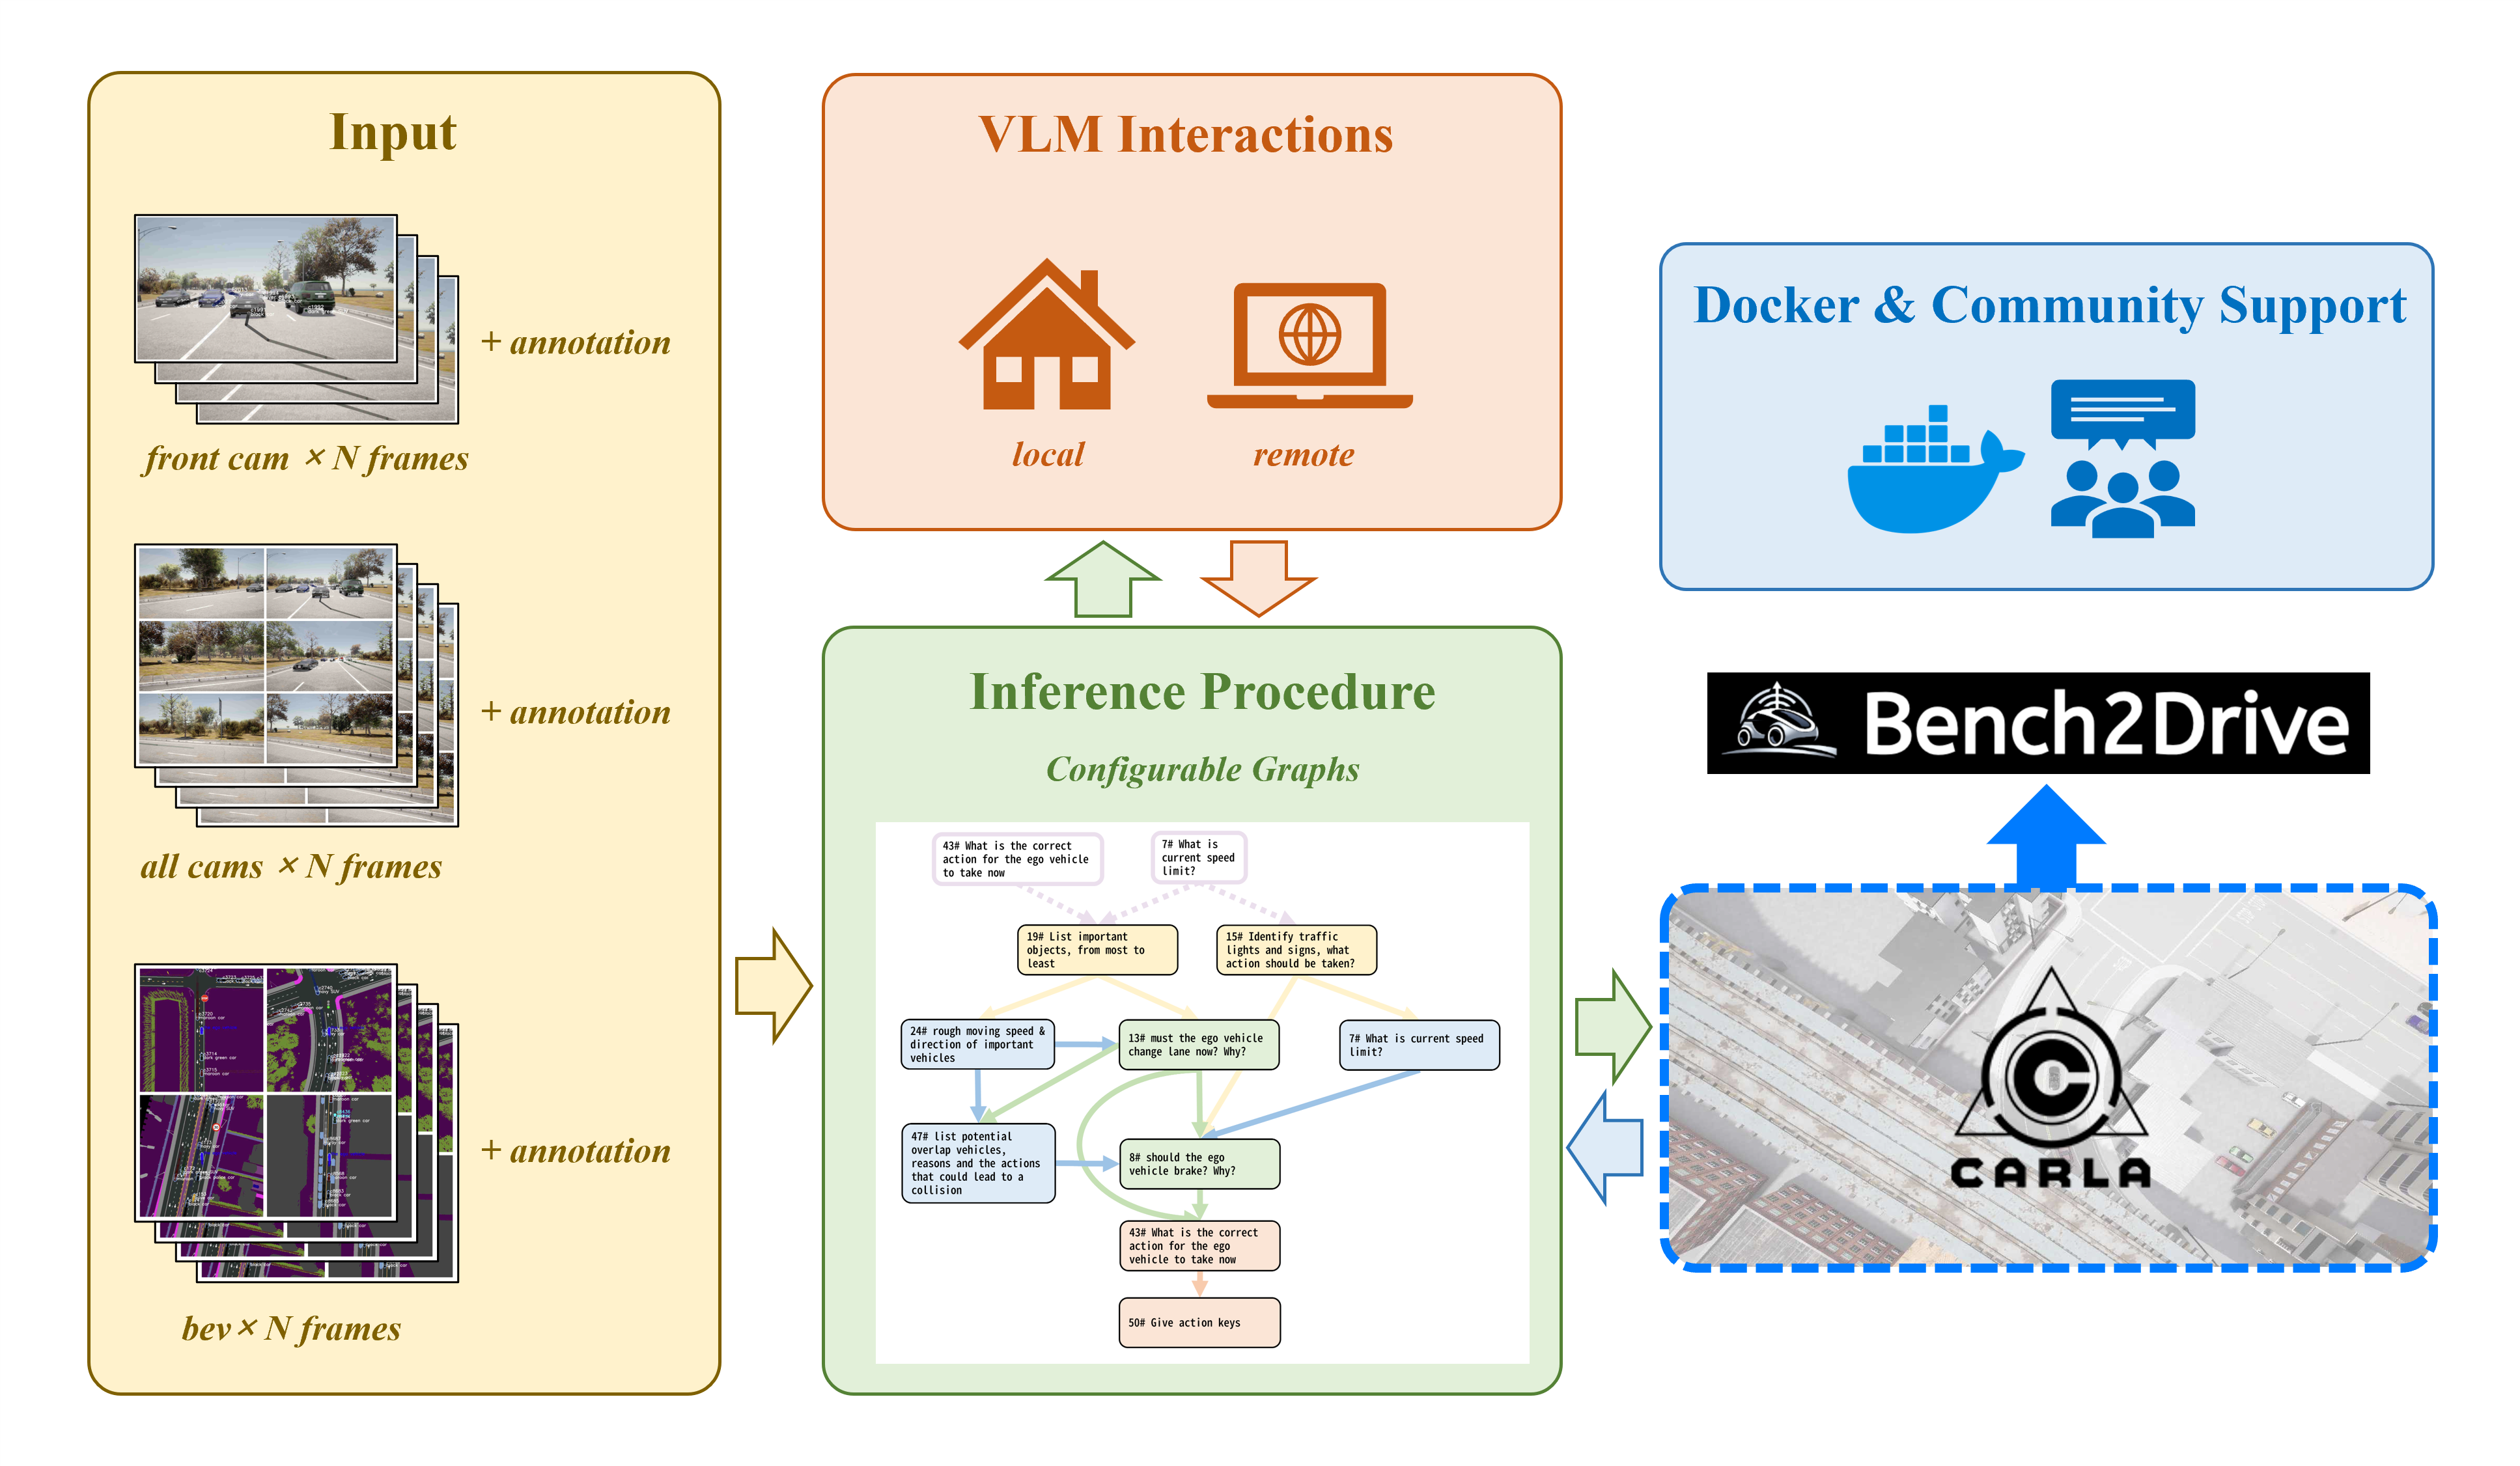 Input
+ annotation
front cam × N frames
+ annotation
all cams × N frames
+ annotation
bev× N frames
VLM Interactions
local
remote
Inference Procedure
Configurable Graphs
43# What is the correct
action for the ego vehicle
to take now
7# What is
current speed
limit?
19# List important
objects, from most to
least
15# Identify traffic
lights and signs, what
action should be taken?
24# rough moving speed &
direction of important
vehicles
13# must the ego vehicle
change lane now? Why?
7# What is current speed
limit?
47# list potential
overlap vehicles,
reasons and the actions
that could lead to a
collision
8# should the ego
vehicle brake? Why?
43# What is the correct
action for the ego
vehicle to take now
50# Give action keys
Docker & Community Support
Bench2Drive
CARLA